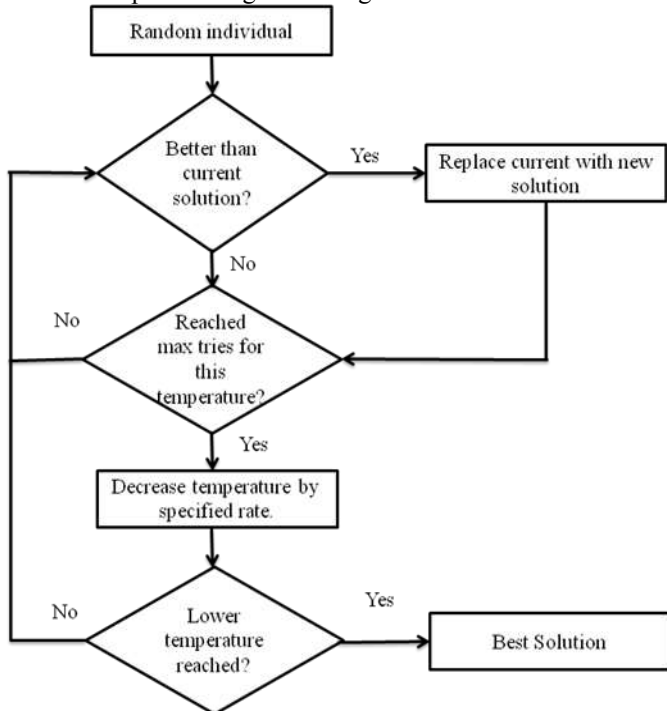 Random individual
Better than
current
solution?
Yes
Replace current with new
solution
No
No
Reached
max tries for
this
temperature?
Yes
Decrease temperature by
specified rate.
No
Lower
temperature
reached?
Yes
Best Solution